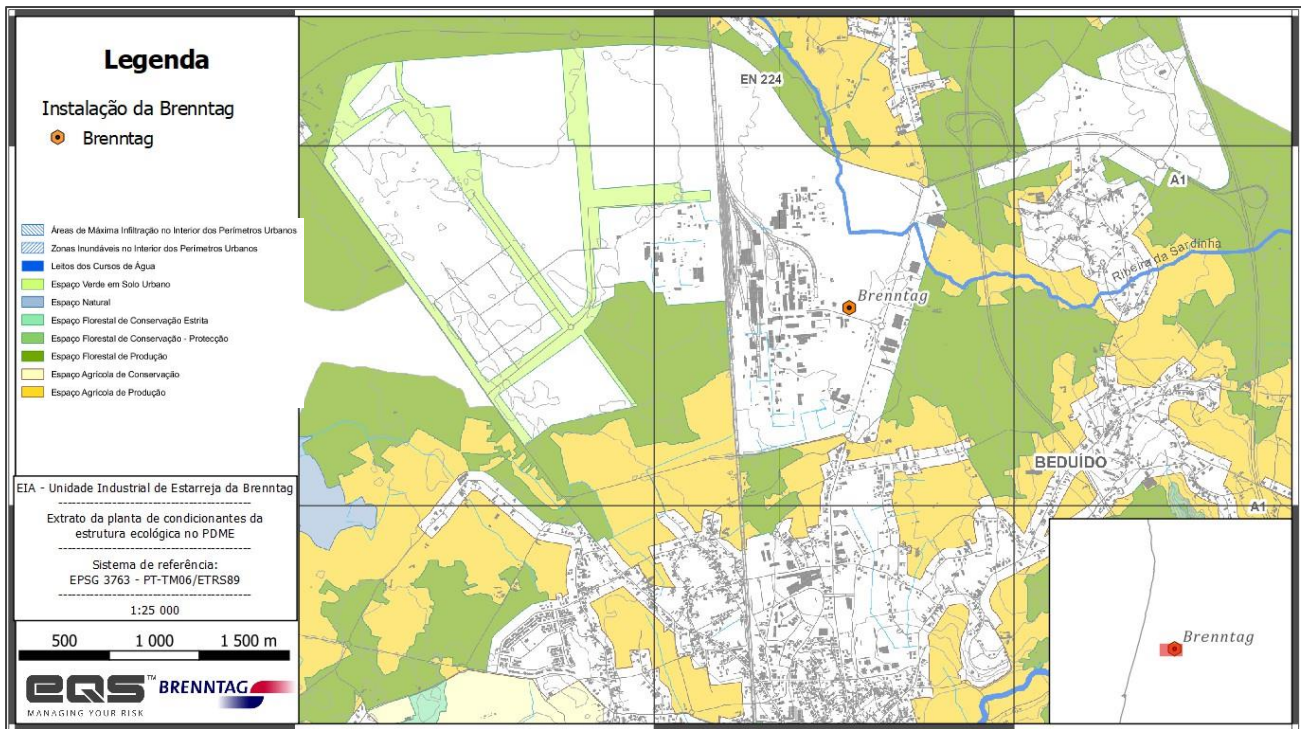 Legenda
Instalação da Brenntag
Brenntag
Áreas de Máxima Infiltração no Interior dos Perímetros Urbanos
Zonas Inundáveis no Interior dos Perímetros Urbanos
Leitos dos Cursos de Água
Espaço Verde em Solo Urbano
Espaço Natural
Espaço Florestal de Conservação Estrita
Espaço Florestal de Conservação - Protecção
Espaço Florestal de Produção
Espaço Agrícola de Conservação
Espaço Agrícola de Produção
EIA - Unidade Industrial de Estarreja da Brenntag
Extrato da planta de condicionantes da
estrutura ecológica no PDME
Sistema de referência:
EPSG 3763 - PT-TM06/ETRS89
1:25 000
500 1 000 1 500 m
eQS™ BRENNTAG
MANAGING YOUR RISK
EN 224
A1
Ribeira da Sardinha
Brenntag
BEDUÍDO
A1
Brenntag